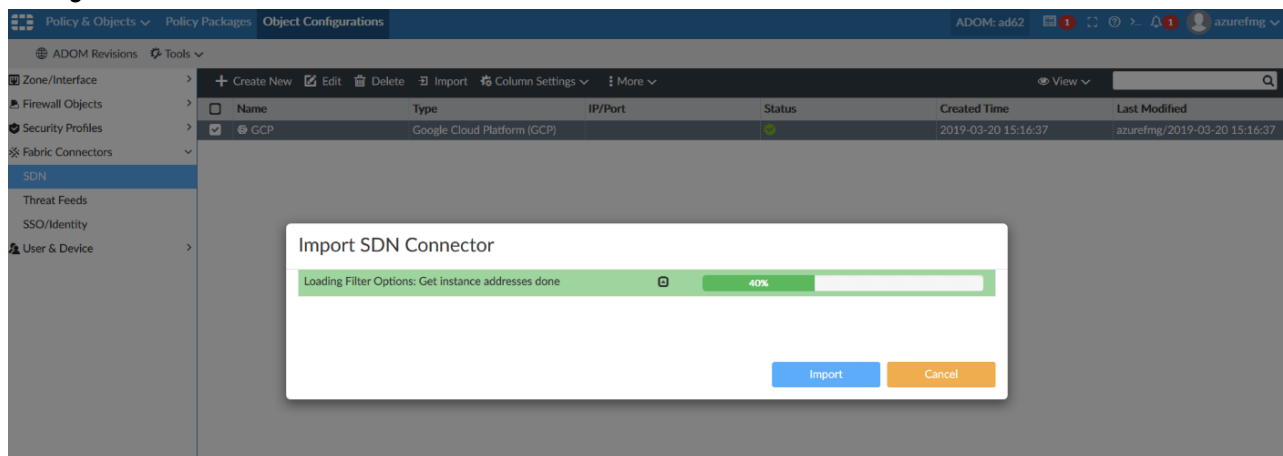 Policy & Objects Policy Packages Object Configurations ADOM: ad62 1 1 azurefmg
ADOM Revisions Tools
Zone/Interface
+ Create New Edit Delete Import Column Settings More View
Firewall Objects
Name Type IP/Port Status Created Time Last Modified
Security Profiles
GCP Google Cloud Platform (GCP) 2019-03-20 15:16:37 azurefmg/2019-03-20 15:16:37
Fabric Connectors
SDN
Threat Feeds
SSO/Identity
User & Device
Import SDN Connector
Loading Filter Options: Get instance addresses done 40%
Import Cancel